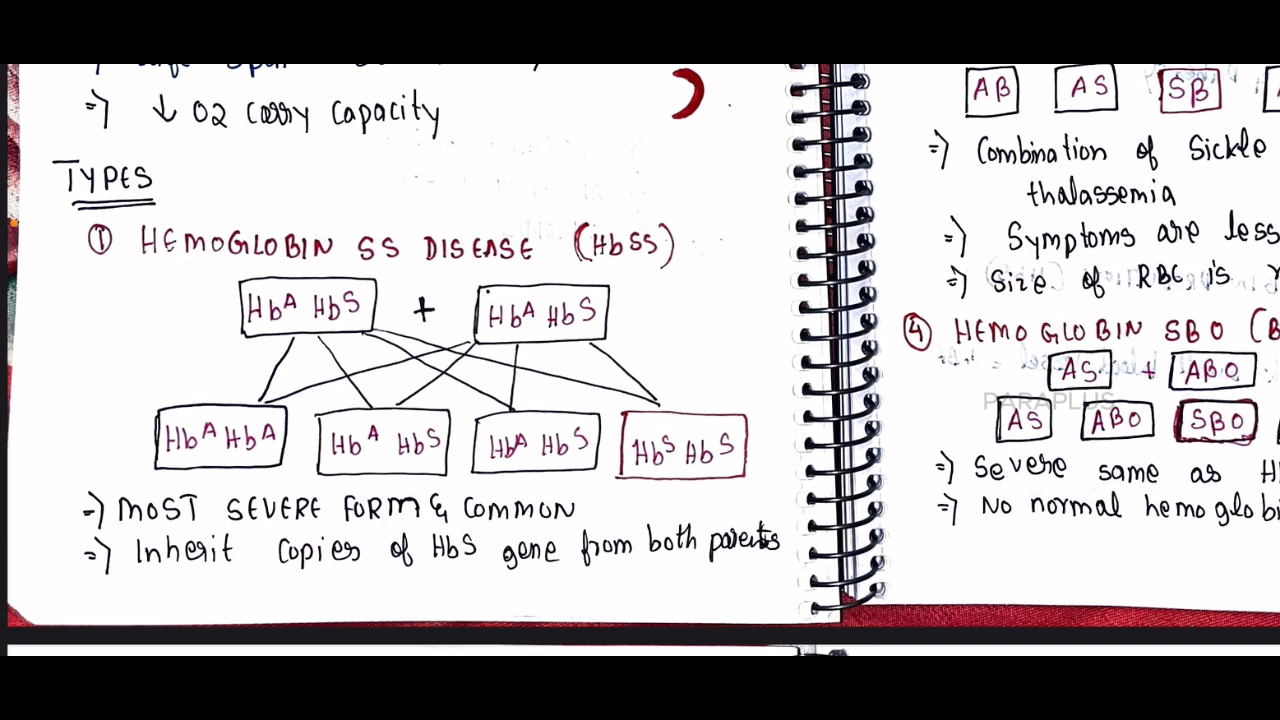 => ↓ O2 Carry Capacity
TYPES
① HEMOGLOBIN SS DISEASE (HbSS)
HbA HbS + HbA HbS
HbA HbA HbA HbS HbA HbS HbS HbS
=> MOST SEVERE FORM & COMMON
=> Inherit Copies of HbS gene from both parents
AB AS SB
=> Combination of Sickle
thalassemia
=> Symptoms are less
=> Size of RBC is
④ HEMOGLOBIN SBO (B
AS + ABO
PARAPLUS
AS ABO SBO
=> Severe same as
=> No normal hemoglobi